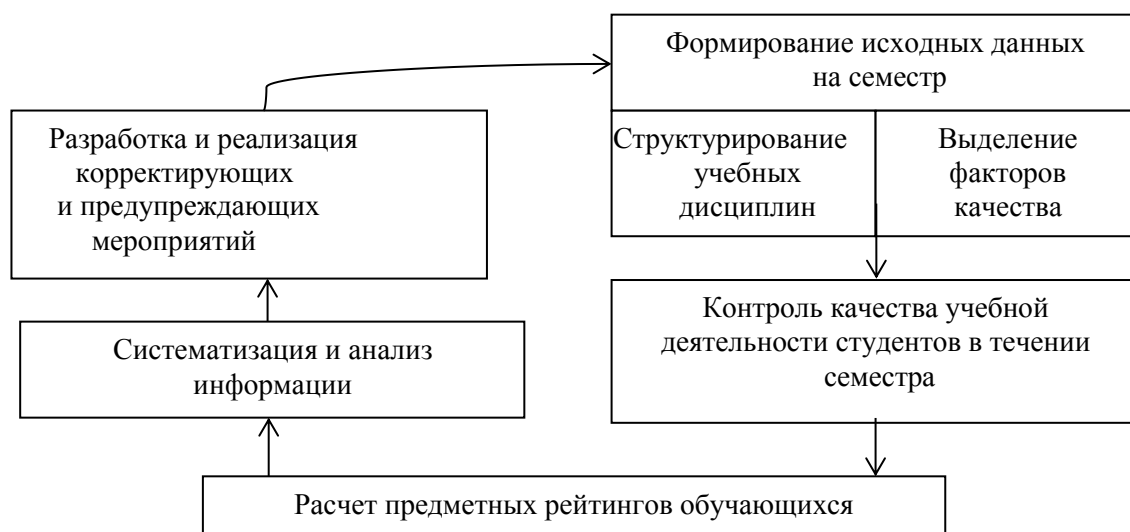 Формирование исходных данных
на семестр
Структурирование
учебных
дисциплин
Выделение
факторов
качества
Разработка и реализация
корректирующих
и предупреждающих
мероприятий
Контроль качества учебной
деятельности студентов в течении
семестра
Систематизация и анализ
информации
Расчет предметных рейтингов обучающихся